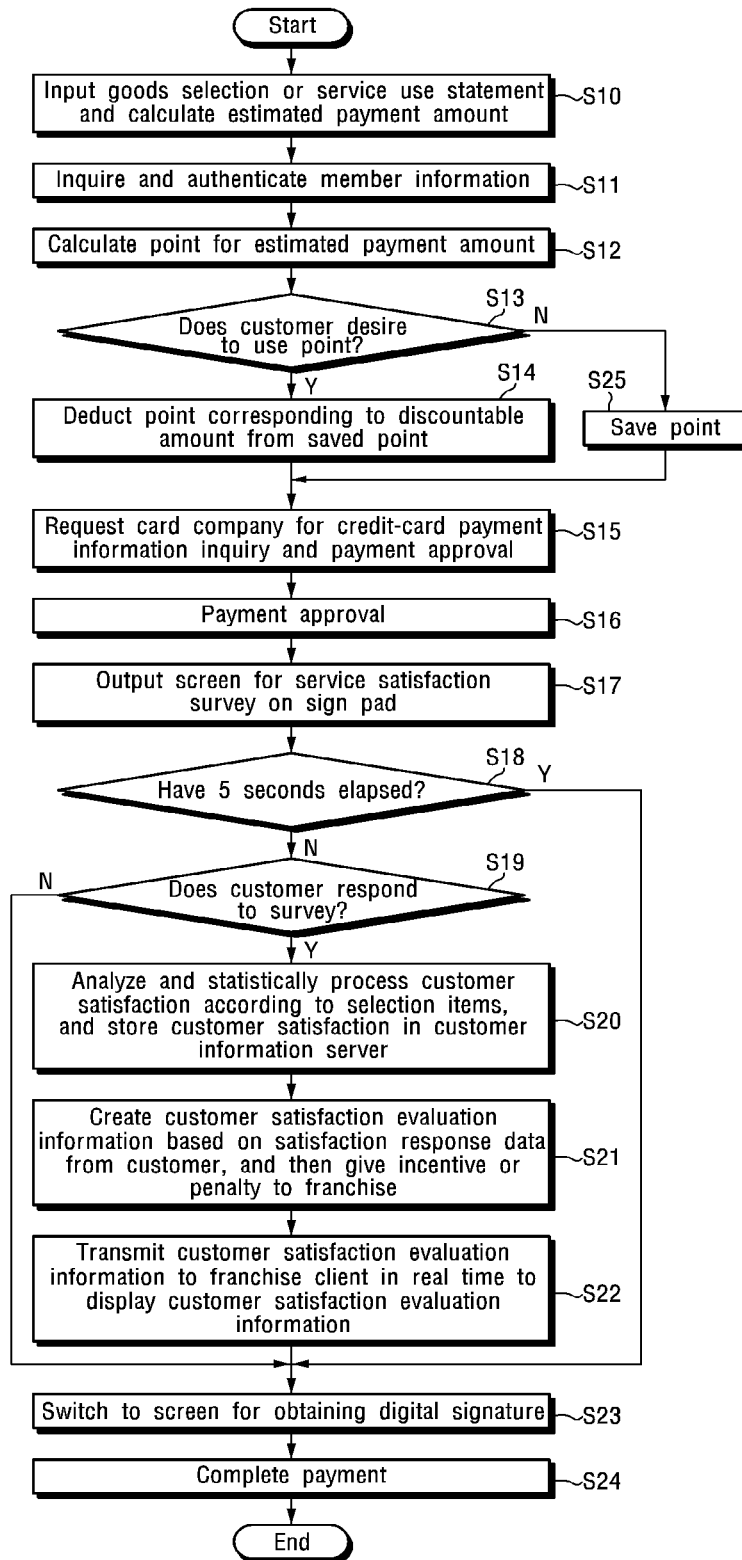 Start
Input goods selection or service use statement
and calculate estimated payment amount
S10
Inquire and authenticate member information
S11
Calculate point for estimated payment amount
S12
S13
N
Does customer desire
to use point?
Y
S14
S25
Deduct point corresponding to discountable
amount from saved point
Save point
Request card company for credit-card payment
information inquiry and payment approval
S15
Payment approval
S16
Output screen for service satisfaction
survey on sign pad
S17
S18
Y
Have 5 seconds elapsed?
N
S19
N
Does customer respond
to survey?
Y
Analyze and statistically process customer
satisfaction according to selection items,
and store customer satisfaction in customer
information server
S20
Create customer satisfaction evaluation
information based on satisfaction response data
from customer, and then give incentive or
penalty to franchise
S21
Transmit customer satisfaction evaluation
information to franchise client in real time to
display customer satisfaction evaluation
information
S22
Switch to screen for obtaining digital signature
S23
Complete payment
S24
End